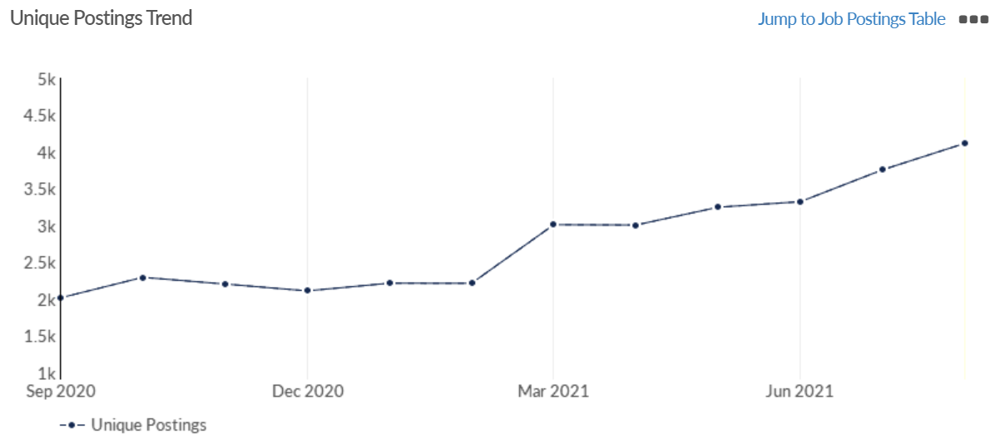 Unique Postings Trend
Jump to Job Postings Table
5k
4.5k
4k
3.5k
3k
2.5k
2k
1.5k
1k
Sep 2020 Dec 2020 Mar 2021 Jun 2021
Unique Postings